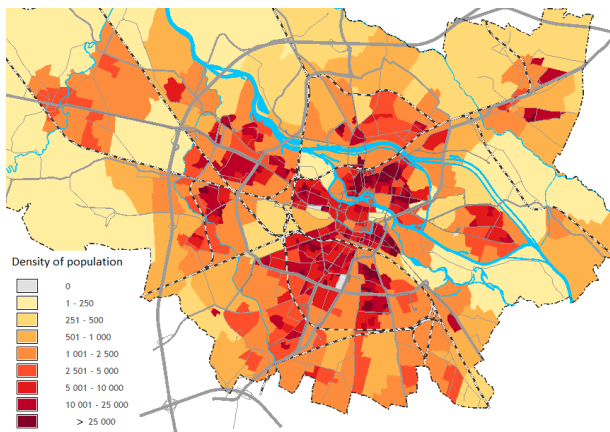 Density of population
0
1 - 250
251 - 500
501 - 1 000
1 001 - 2 500
2 501 - 5 000
5 001 - 10 000
10 001 - 25 000
> 25 000